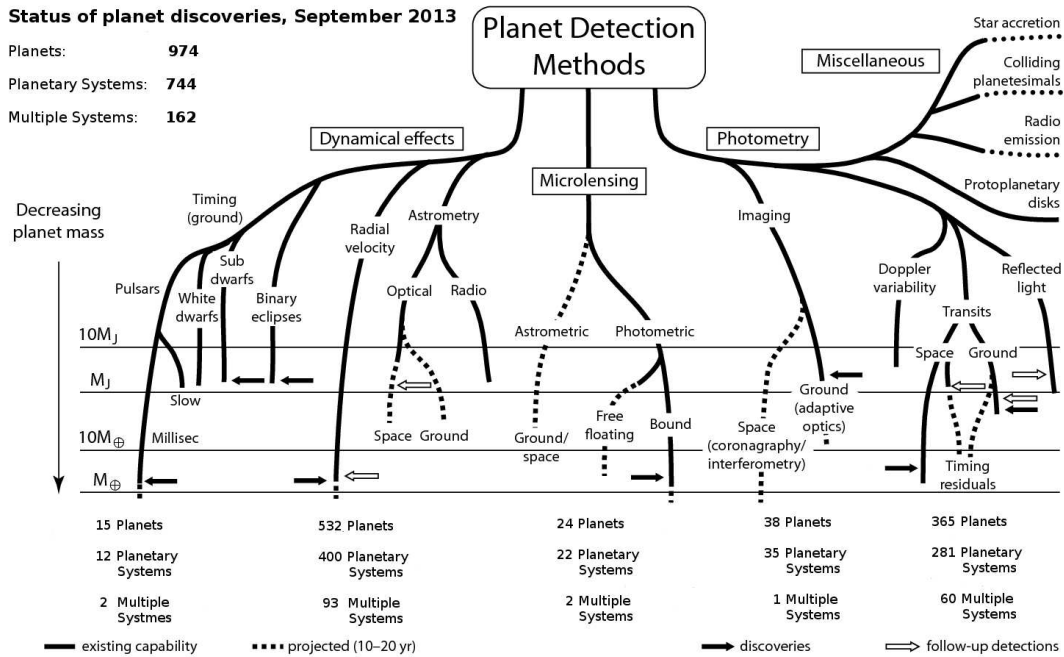 Status of planet discoveries, September 2013
Planets: 974
Planetary Systems: 744
Multiple Systems: 162
Planet Detection
Methods
Dynamical effects
Microlensing
Photometry
Miscellaneous
Star accretion
Colliding
planetesimals
Radio
emission
Protoplanetary
disks
Decreasing
planet mass
Timing
(ground)
Pulsars
White
dwarfs
Sub
dwarfs
Binary
eclipses
Slow
Millisec
Radial
velocity
Astrometry
Optical
Radio
Space
Ground
Astrometric
Photometric
Ground/
space
Free
floating
Bound
Imaging
Ground
(adaptive
optics)
Space
(coronagraphy/
interferometry)
Doppler
variability
Transits
Reflected
light
Space
Ground
Timing
residuals
10MJ
MJ
10M⊕
M⊕
15 Planets
12 Planetary
Systems
2 Multiple
Systmes
532 Planets
400 Planetary
Systems
93 Multiple
Systems
24 Planets
22 Planetary
Systems
2 Multiple
Systems
38 Planets
35 Planetary
Systems
1 Multiple
Systems
365 Planets
281 Planetary
Systems
60 Multiple
Systems
existing capability
projected (10–20 yr)
discoveries
follow-up detections